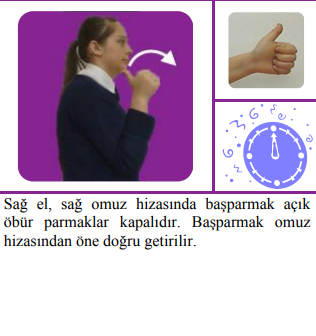 Sağ el, sağ omuz hizasında başparmak açık
öbür parmaklar kapalıdır. Başparmak omuz
hizasından öne doğru getirilir.